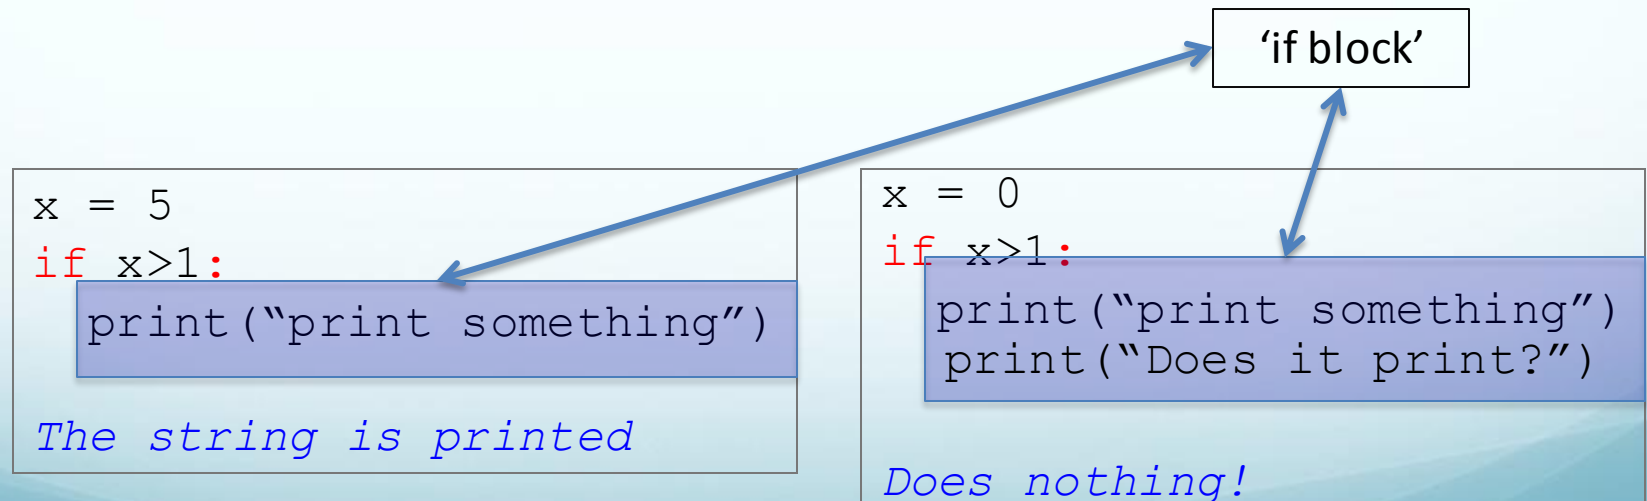 ‘if block’
x = 5
if x>1:
print(“print something”)
The string is printed
x = 0
if x>1:
print(“print something”)
print(“Does it print?”)
Does nothing!